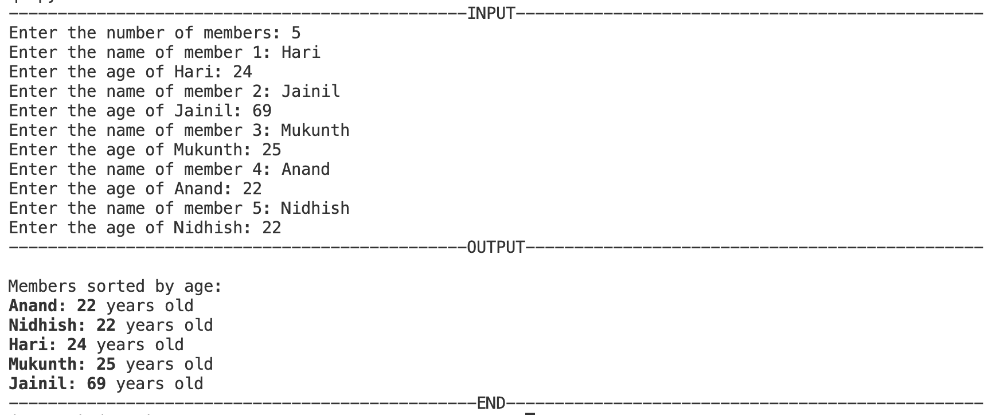 -----------------------------------------------INPUT------------------------------------------------
Enter the number of members: 5
Enter the name of member 1: Hari
Enter the age of Hari: 24
Enter the name of member 2: Jainil
Enter the age of Jainil: 69
Enter the name of member 3: Mukunth
Enter the age of Mukunth: 25
Enter the name of member 4: Anand
Enter the age of Anand: 22
Enter the name of member 5: Nidhish
Enter the age of Nidhish: 22
-----------------------------------------------OUTPUT-----------------------------------------------
Members sorted by age:
Anand: 22 years old
Nidhish: 22 years old
Hari: 24 years old
Mukunth: 25 years old
Jainil: 69 years old
------------------------------------------------END-------------------------------------------------